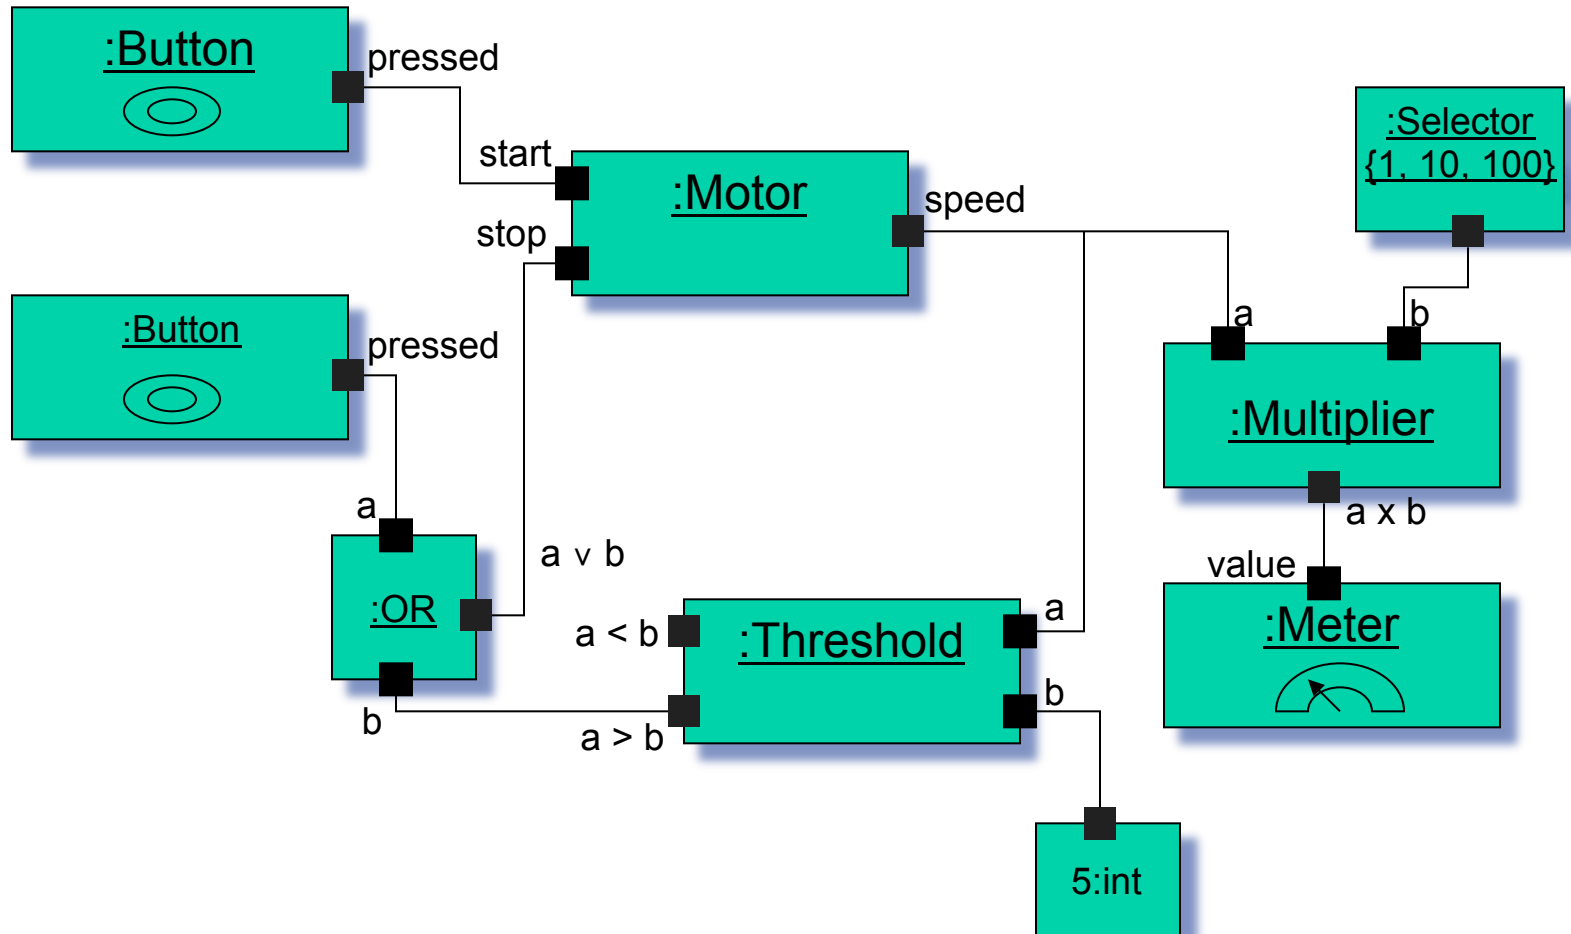 :Button
pressed
:Selector
{1, 10, 100}
start
:Motor
speed
stop
a
b
:Button
pressed
:Multiplier
a x b
a
a ∨ b
value
:OR
a < b
:Threshold
a
:Meter
b
b
a > b
5:int